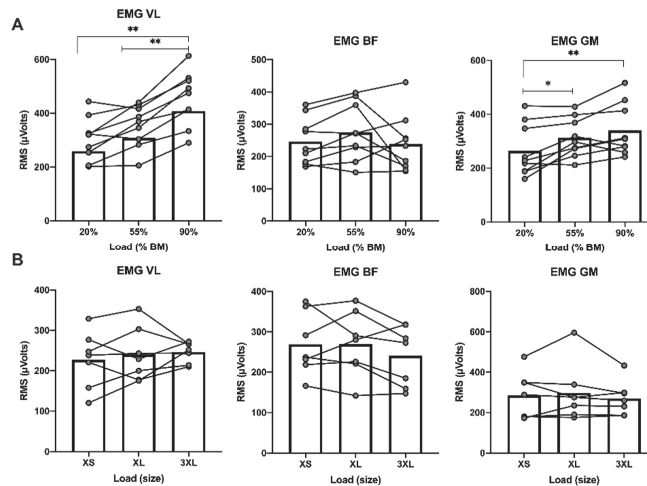 A
EMG VL
**
**
RMS (µVolts)
600
400
200
0
20% 55% 90%
Load (% BM)
EMG BF
RMS (µVolts)
500
400
300
200
100
0
20% 55% 90%
Load (% BM)
EMG GM
**
*
RMS (µVolts)
600
400
200
0
20% 55% 90%
Load (% BM)
B
EMG VL
RMS (µVolts)
400
300
200
100
0
XS XL 3XL
Load (size)
EMG BF
RMS (µVolts)
400
300
200
100
0
XS XL 3XL
Load (size)
EMG GM
RMS (µVolts)
800
600
400
200
0
XS XL 3XL
Load (size)